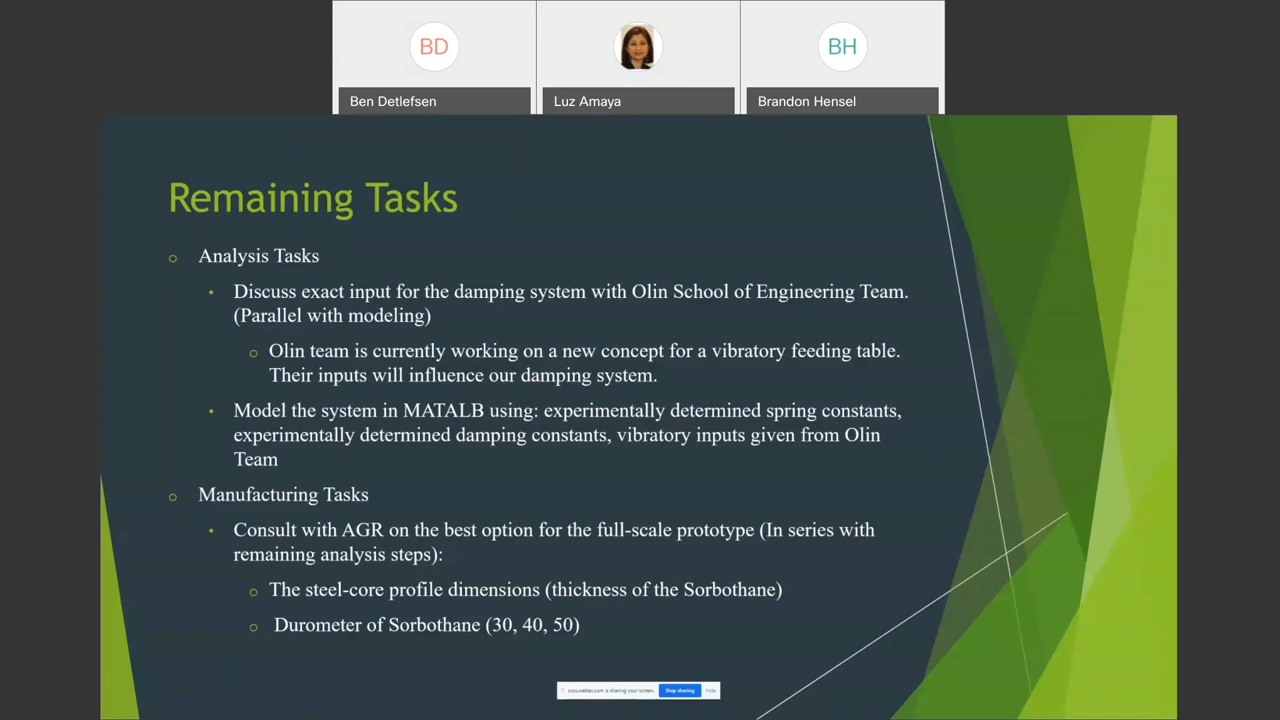 BD
BH
Ben Detlefsen
Luz Amaya
Brandon Hensel
Remaining Tasks
Analysis Tasks
Discuss exact input for the damping system with Olin School of Engineering Team.
(Parallel with modeling)
Olin team is currently working on a new concept for a vibratory feeding table.
Their inputs will influence our damping system.
Model the system in MATALB using: experimentally determined spring constants,
experimentally determined damping constants, vibratory inputs given from Olin
Team
Manufacturing Tasks
Consult with AGR on the best option for the full-scale prototype (In series with
remaining analysis steps):
The steel-core profile dimensions (thickness of the Sorbothane)
Durometer of Sorbothane (30, 40, 50)
is sharing your screen. Stop sharing Hide